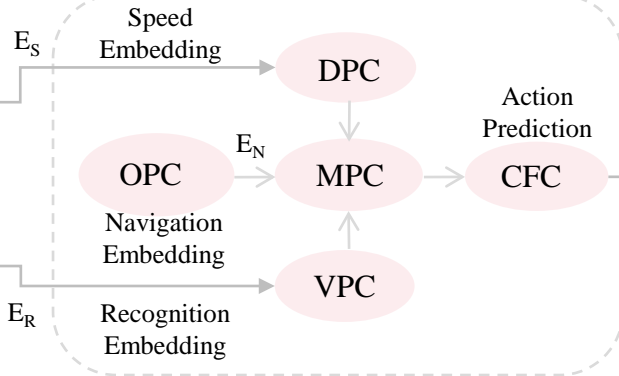 Speed
Embedding
E_S
DPC
Action
Prediction
E_N
OPC
MPC
CFC
Navigation
Embedding
VPC
E_R
Recognition
Embedding